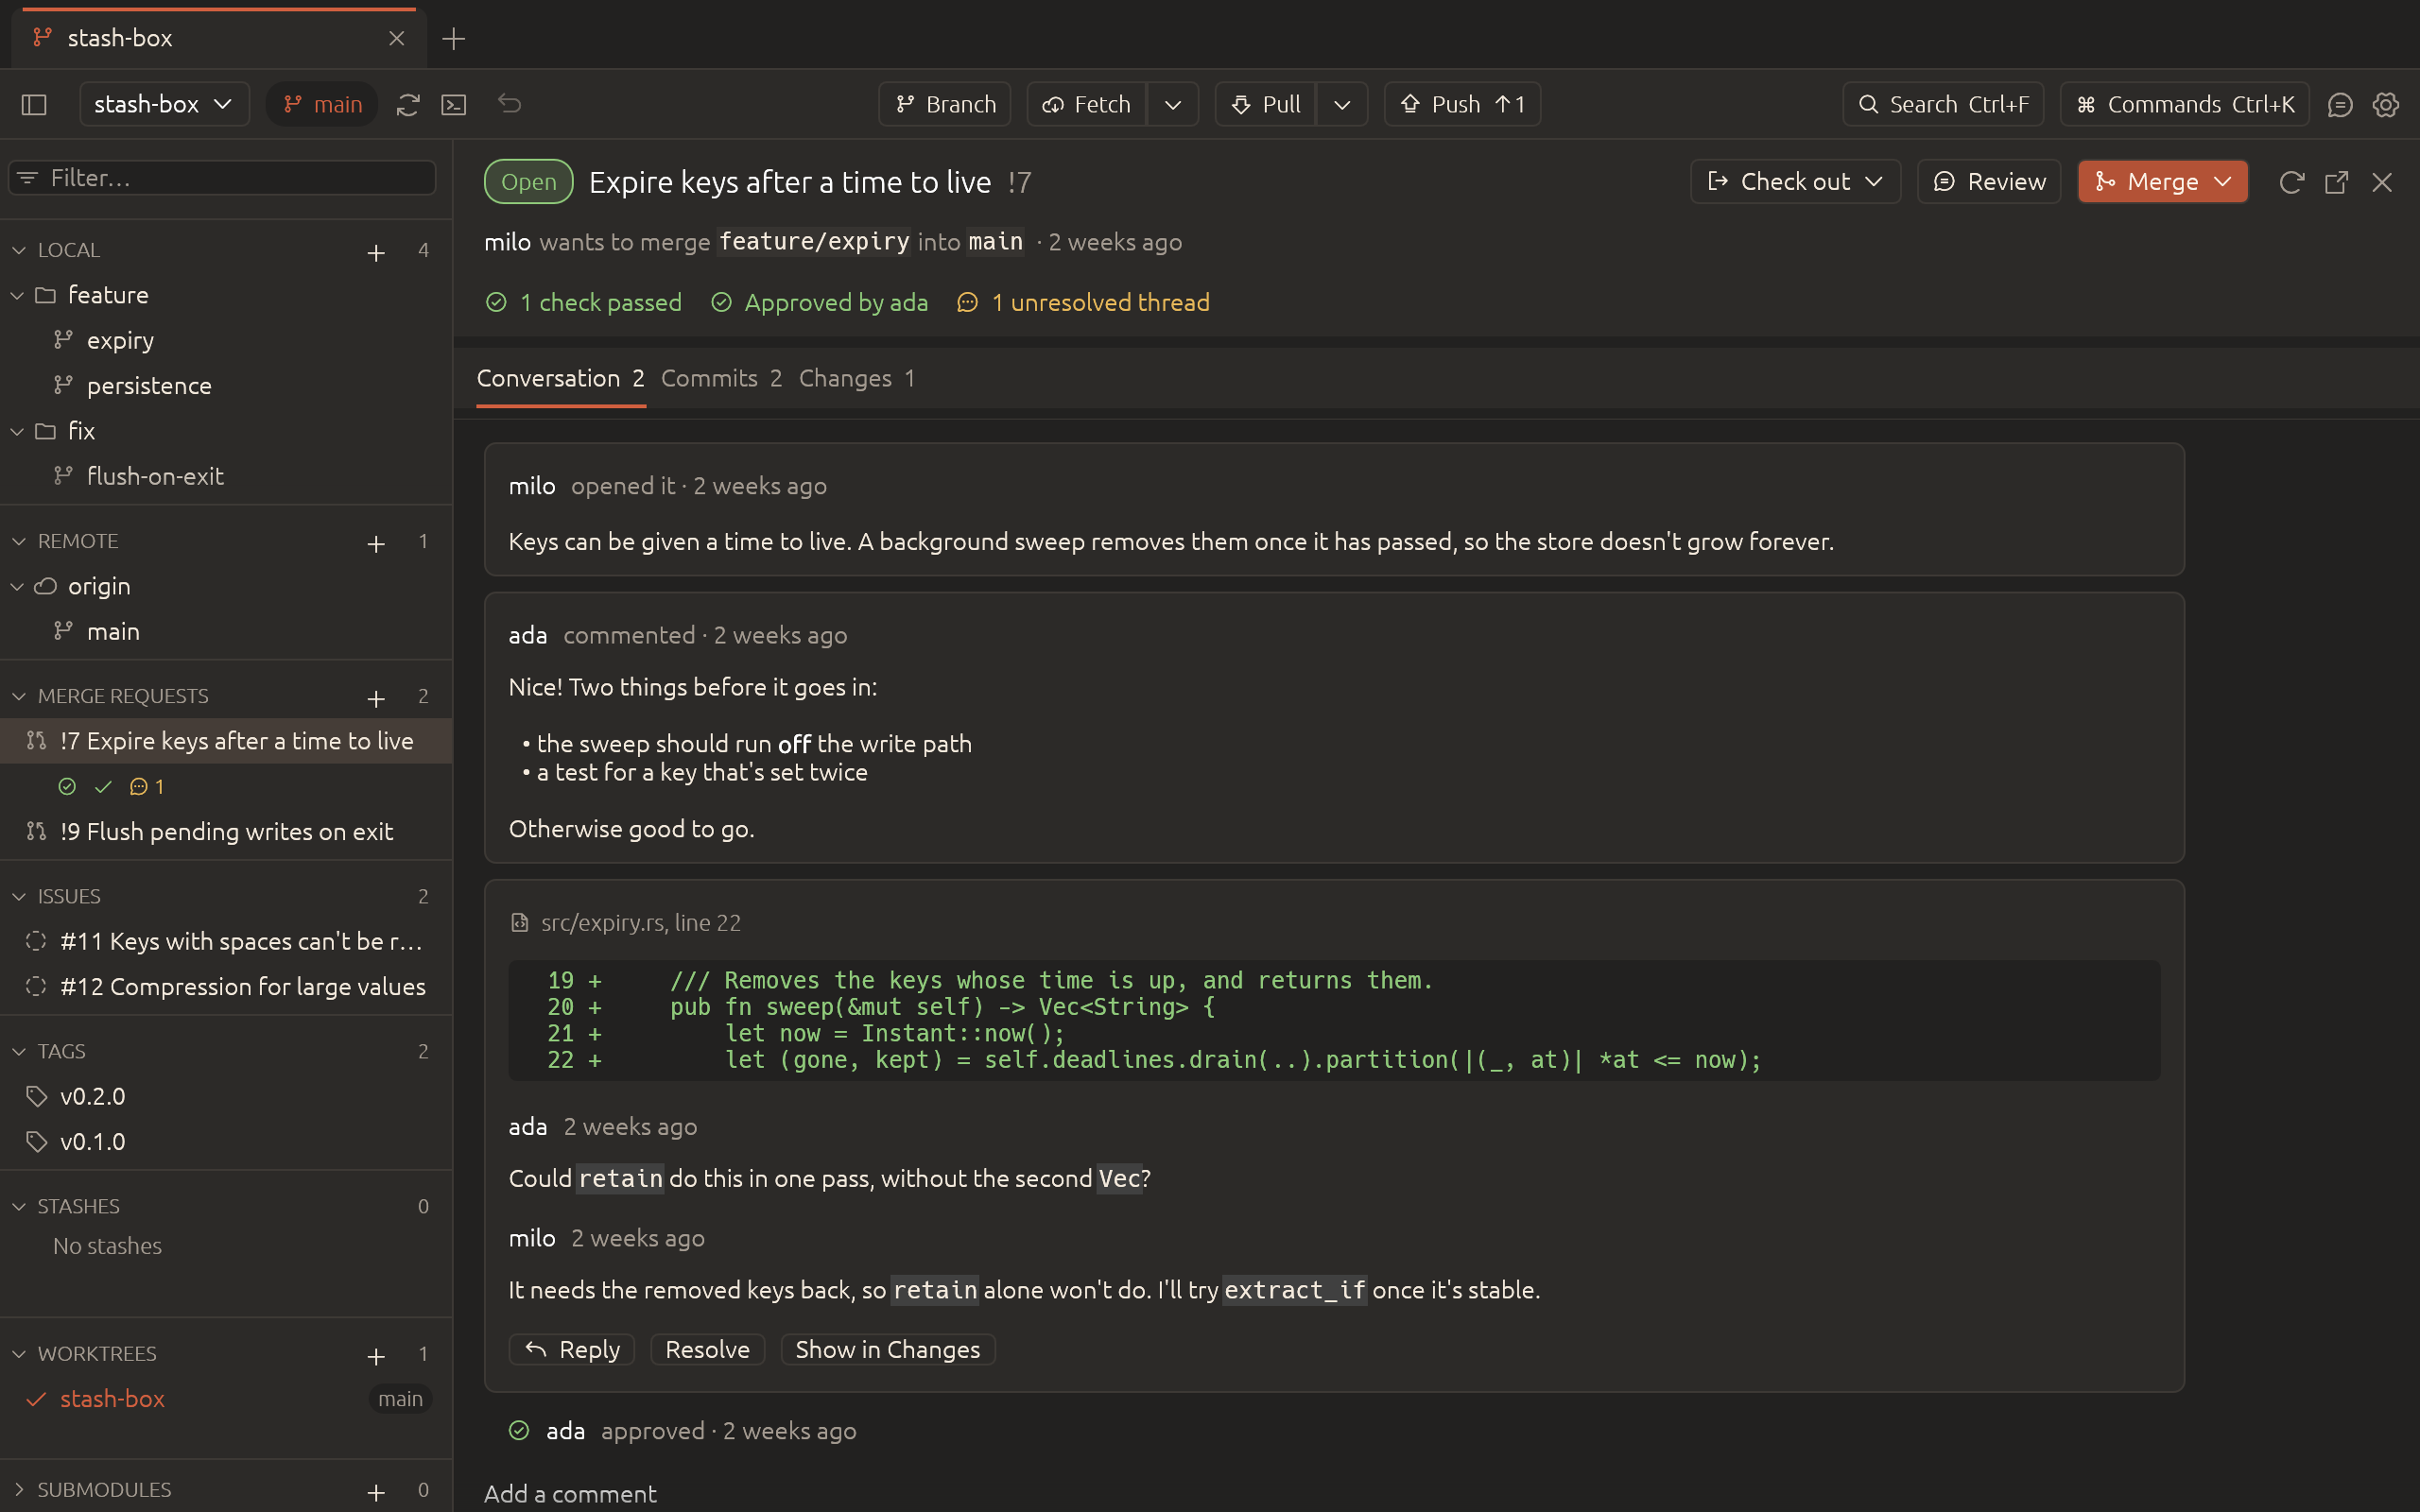 stash-box
stash-box
main
Branch
Fetch
Pull
Push ↑1
Search Ctrl+F
⌘ Commands Ctrl+K
Filter…
LOCAL + 4
feature
expiry
persistence
fix
flush-on-exit
REMOTE + 1
origin
main
MERGE REQUESTS + 2
!7 Expire keys after a time to live
1
!9 Flush pending writes on exit
ISSUES 2
#11 Keys with spaces can't be r…
#12 Compression for large values
TAGS 2
v0.2.0
v0.1.0
STASHES 0
No stashes
WORKTREES + 1
stash-box main
SUBMODULES + 0
Open Expire keys after a time to live !7
Check out
Review
Merge
milo wants to merge feature/expiry into main · 2 weeks ago
1 check passed Approved by ada 1 unresolved thread
Conversation 2 Commits 2 Changes 1
milo opened it · 2 weeks ago
Keys can be given a time to live. A background sweep removes them once it has passed, so the store doesn't grow forever.
ada commented · 2 weeks ago
Nice! Two things before it goes in:
• the sweep should run off the write path
• a test for a key that's set twice
Otherwise good to go.
src/expiry.rs, line 22
19 + /// Removes the keys whose time is up, and returns them.
20 + pub fn sweep(&mut self) -> Vec<String> {
21 + let now = Instant::now();
22 + let (gone, kept) = self.deadlines.drain(..).partition(|(_, at)| *at <= now);
ada 2 weeks ago
Could retain do this in one pass, without the second Vec?
milo 2 weeks ago
It needs the removed keys back, so retain alone won't do. I'll try extract_if once it's stable.
Reply Resolve Show in Changes
ada approved · 2 weeks ago
Add a comment